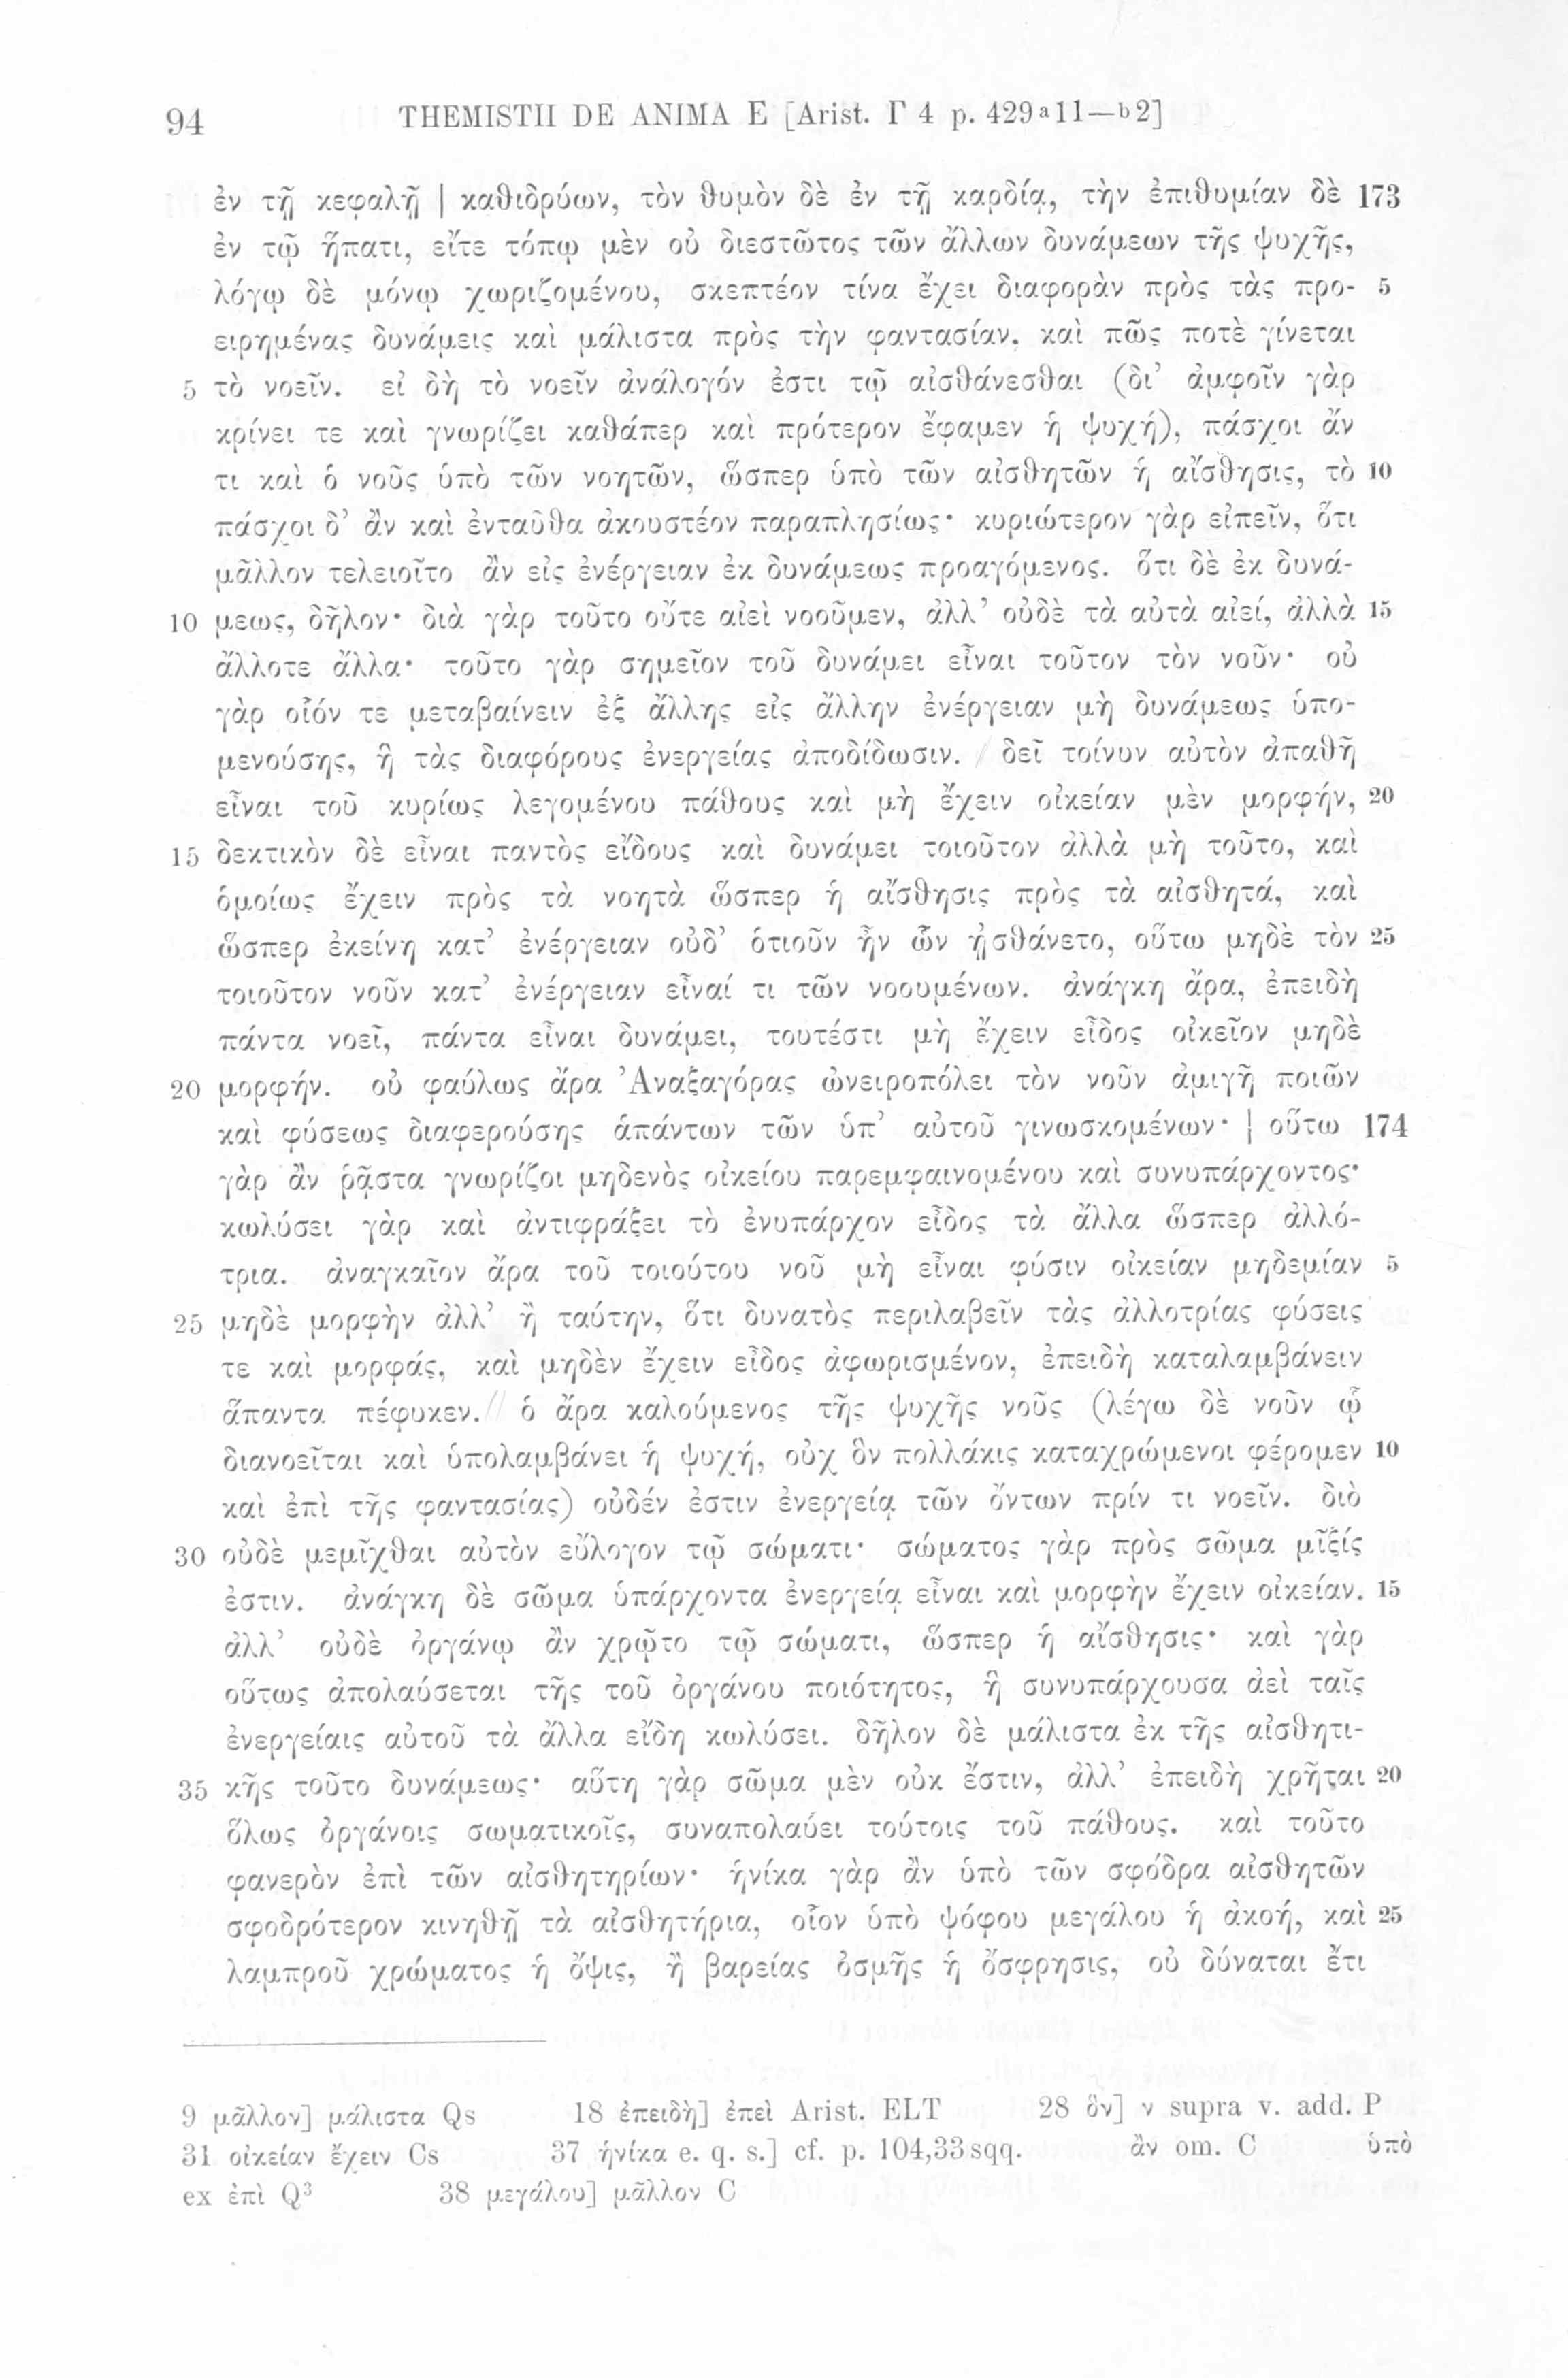 94 THEMISTII DE ANIMA E [Arist. Γ 4 p. 429ᵃ11—ᵇ2]
ἐν τῇ κεφαλῇ | καθιδρύων, τὸν θυμὸν δὲ ἐν τῇ καρδίᾳ, τὴν ἐπιθυμίαν δὲ 173
ἐν τῷ ἥπατι, εἴτε τόπῳ μὲν οὐ διεστῶτος τῶν ἄλλων δυνάμεων τῆς ψυχῆς,
λόγῳ δὲ μόνῳ χωριζομένου, σκεπτέον τίνα ἔχει διαφορὰν πρὸς τὰς προ- 5
ειρημένας δυνάμεις καὶ μάλιστα πρὸς τὴν φαντασίαν, καὶ πῶς ποτὲ γίνεται
5 τὸ νοεῖν. εἰ δὴ τὸ νοεῖν ἀνάλογόν ἐστι τῷ αἰσθάνεσθαι (δι’ ἀμφοῖν γὰρ
κρίνει τε καὶ γνωρίζει καθάπερ καὶ πρότερον ἔφαμεν ἡ ψυχή), πάσχοι ἄν
τι καὶ ὁ νοῦς ὑπὸ τῶν νοητῶν, ὥσπερ ὑπὸ τῶν αἰσθητῶν ἡ αἴσθησις, τὸ 10
πάσχοι δ’ ἂν καὶ ἐνταῦθα ἀκουστέον παραπλησίως· κυριώτερον γὰρ εἰπεῖν, ὅτι
μᾶλλον τελειοῖτο ἂν εἰς ἐνέργειαν ἐκ δυνάμεως προαγόμενος. ὅτι δὲ ἐκ δυνά-
10 μεως, δῆλον· διὰ γὰρ τοῦτο οὔτε αἰεὶ νοοῦμεν, ἀλλ’ οὐδὲ τὰ αὐτὰ αἰεί, ἀλλὰ 15
ἄλλοτε ἄλλα· τοῦτο γὰρ σημεῖον τοῦ δυνάμει εἶναι τοῦτον τὸν νοῦν· οὐ
γὰρ οἷόν τε μεταβαίνειν ἐξ ἄλλης εἰς ἄλλην ἐνέργειαν μὴ δυνάμεως ὑπο-
μενούσης, ἣ τὰς διαφόρους ἐνεργείας ἀποδίδωσιν. / δεῖ τοίνυν αὐτὸν ἀπαθῆ
εἶναι τοῦ κυρίως λεγομένου πάθους καὶ μὴ ἔχειν οἰκείαν μὲν μορφήν, 20
15 δεκτικὸν δὲ εἶναι παντὸς εἴδους καὶ δυνάμει τοιοῦτον ἀλλὰ μὴ τοῦτο, καὶ
ὁμοίως ἔχειν πρὸς τὰ νοητὰ ὥσπερ ἡ αἴσθησις πρὸς τὰ αἰσθητά, καὶ
ὥσπερ ἐκείνη κατ’ ἐνέργειαν οὐδ’ ὁτιοῦν ἦν ὧν ᾐσθάνετο, οὕτω μηδὲ τὸν 25
τοιοῦτον νοῦν κατ’ ἐνέργειαν εἶναί τι τῶν νοουμένων. ἀνάγκη ἄρα, ἐπειδὴ
πάντα νοεῖ, πάντα εἶναι δυνάμει, τουτέστι μὴ ἔχειν εἶδος οἰκεῖον μηδὲ
20 μορφήν. οὐ φαύλως ἄρα Ἀναξαγόρας ὠνειροπόλει τὸν νοῦν ἀμιγῆ ποιῶν
καὶ φύσεως διαφερούσης ἁπάντων τῶν ὑπ’ αὐτοῦ γινωσκομένων· | οὕτω 174
γὰρ ἂν ῥᾷστα γνωρίζοι μηδενὸς οἰκείου παρεμφαινομένου καὶ συνυπάρχοντος·
κωλύσει γὰρ καὶ ἀντιφράξει τὸ ἐνυπάρχον εἶδος τὰ ἄλλα ὥσπερ ἀλλό-
τρια. ἀναγκαῖον ἄρα τοῦ τοιούτου νοῦ μὴ εἶναι φύσιν οἰκείαν μηδεμίαν 5
25 μηδὲ μορφὴν ἀλλ’ ἢ ταύτην, ὅτι δυνατὸς περιλαβεῖν τὰς ἀλλοτρίας φύσεις
τε καὶ μορφάς, καὶ μηδὲν ἔχειν εἶδος ἀφωρισμένον, ἐπειδὴ καταλαμβάνειν
ἅπαντα πέφυκεν. // ὁ ἄρα καλούμενος τῆς ψυχῆς νοῦς (λέγω δὲ νοῦν ᾧ
διανοεῖται καὶ ὑπολαμβάνει ἡ ψυχή, οὐχ ὃν πολλάκις καταχρώμενοι φέρομεν 10
καὶ ἐπὶ τῆς φαντασίας) οὐδέν ἐστιν ἐνεργείᾳ τῶν ὄντων πρίν τι νοεῖν. διὸ
30 οὐδὲ μεμῖχθαι αὐτὸν εὔλογον τῷ σώματι· σώματος γὰρ πρὸς σῶμα μῖξίς
ἐστιν. ἀνάγκη δὲ σῶμα ὑπάρχοντα ἐνεργείᾳ εἶναι καὶ μορφὴν ἔχειν οἰκείαν. 15
ἀλλ’ οὐδὲ ὀργάνῳ ἂν χρῷτο τῷ σώματι, ὥσπερ ἡ αἴσθησις· καὶ γὰρ
οὕτως ἀπολαύσεται τῆς τοῦ ὀργάνου ποιότητος, ἣ συνυπάρχουσα ἀεὶ ταῖς
ἐνεργείαις αὐτοῦ τὰ ἄλλα εἴδη κωλύσει. δῆλον δὲ μάλιστα ἐκ τῆς αἰσθητι-
35 κῆς τοῦτο δυνάμεως· αὕτη γὰρ σῶμα μὲν οὐκ ἔστιν, ἀλλ’ ἐπειδὴ χρῆται 20
ὅλως ὀργάνοις σωματικοῖς, συναπολαύει τούτοις τοῦ πάθους. καὶ τοῦτο
φανερὸν ἐπὶ τῶν αἰσθητηρίων· ἡνίκα γὰρ ἂν ὑπὸ τῶν σφόδρα αἰσθητῶν
σφοδρότερον κινηθῇ τὰ αἰσθητήρια, οἷον ὑπὸ ψόφου μεγάλου ἡ ἀκοή, καὶ 25
λαμπροῦ χρώματος ἡ ὄψις, ἢ βαρείας ὀσμῆς ἡ ὄσφρησις, οὐ δύναται ἔτι
9 μᾶλλον] μάλιστα Qs 18 ἐπειδὴ] ἐπεὶ Arist. ELT 28 ὃν] ν supra v. add. P
31 οἰκείαν ἔχειν Cs 37 ἡνίκα e. q. s.] cf. p. 104,33 sqq. ἂν om. C ὑπὸ
ex ἐπὶ Q³ 38 μεγάλου] μᾶλλον C